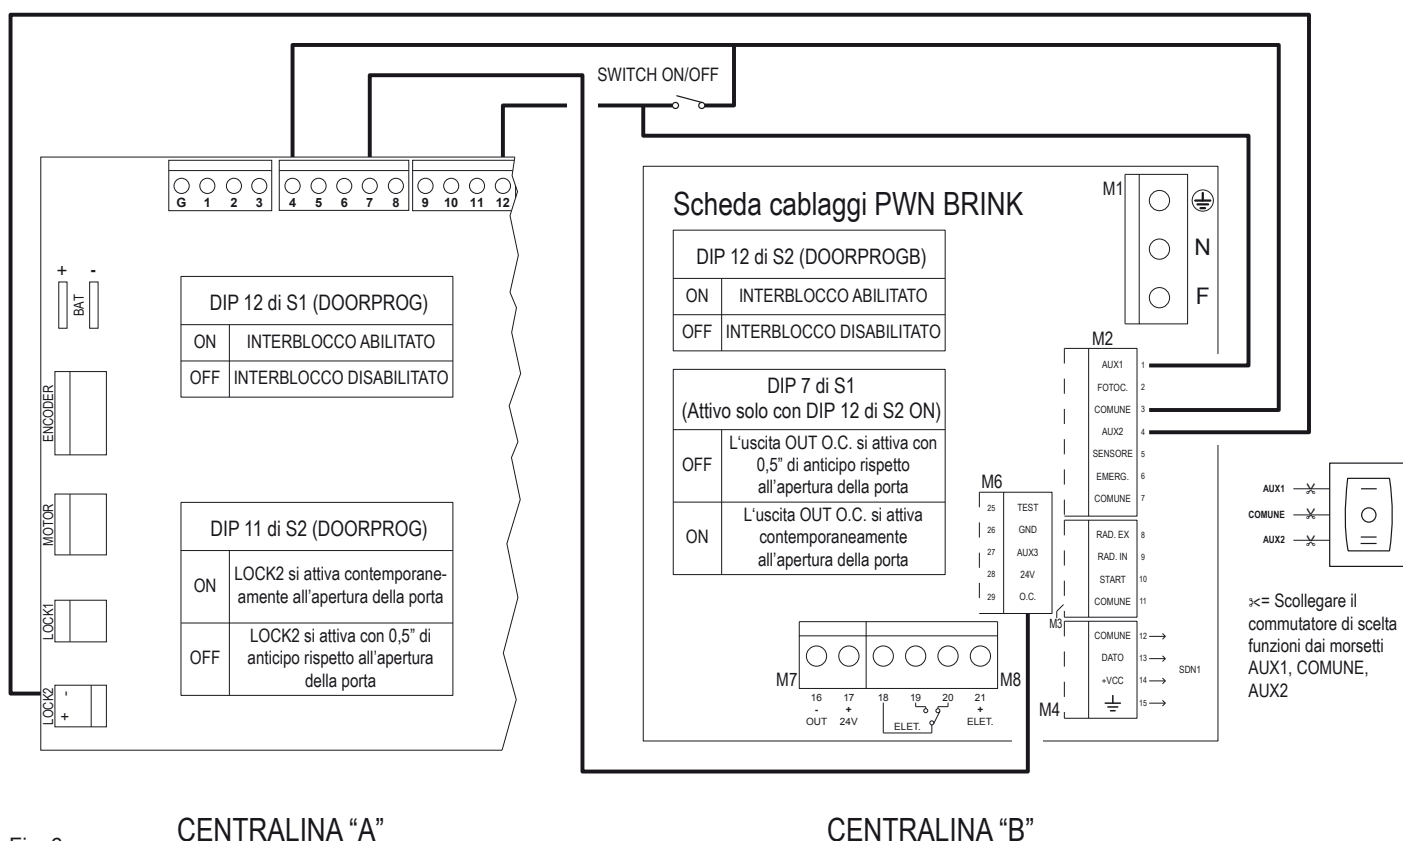 SWITCH ON/OFF
G 1 2 3 4 5 6 7 8 9 10 11 12
+ -
BAT
ENCODER
MOTOR
LOCK1
LOCK2
-
+
DIP 12 di S1 (DOORPROG)
ON INTERBLOCCO ABILITATO
OFF INTERBLOCCO DISABILITATO
DIP 11 di S2 (DOORPROG)
ON LOCK2 si attiva contemporane-
amente all'apertura della porta
OFF LOCK2 si attiva con 0,5" di
anticipo rispetto all'apertura
della porta
CENTRALINA "A"
Scheda cablaggi PWN BRINK
DIP 12 di S2 (DOORPROGB)
ON INTERBLOCCO ABILITATO
OFF INTERBLOCCO DISABILITATO
DIP 7 di S1
(Attivo solo con DIP 12 di S2 ON)
OFF L'uscita OUT O.C. si attiva con
0,5" di anticipo rispetto
all'apertura della porta
ON L'uscita OUT O.C. si attiva
contemporaneamente
all'apertura della porta
M1
N
F
M2
AUX1 1
FOTOC. 2
COMUNE 3
AUX2 4
SENSORE 5
EMERG. 6
COMUNE 7
RAD. EX 8
RAD. IN 9
START 10
COMUNE 11
M3
COMUNE 12
DATO 13
+VCC 14
15
SDN1
M4
M6
25 TEST
26 GND
27 AUX3
28 24V
29 O.C.
M7
M8
16 17 18 19 20 21
- + +
OUT 24V ELET. ELET.
AUX1
COMUNE
AUX2
= Scollegare il
commutatore di scelta
funzioni dai morsetti
AUX1, COMUNE,
AUX2
CENTRALINA "B"